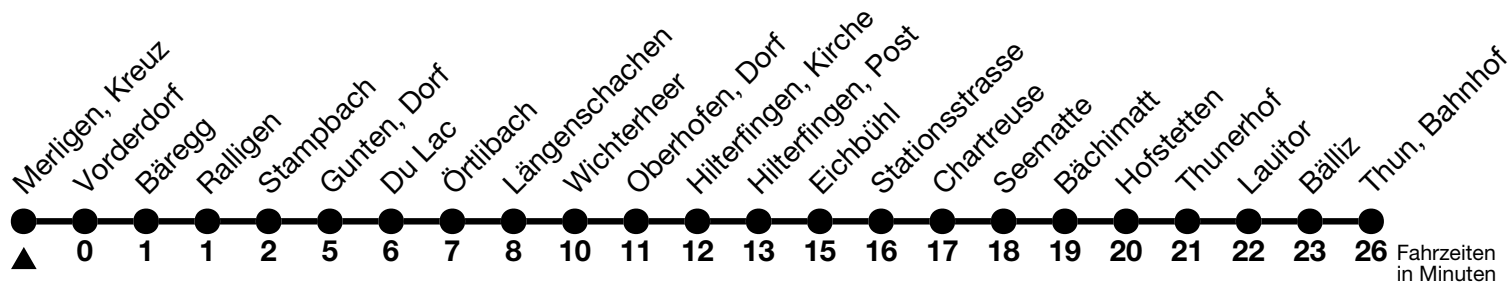 Merligen, Kreuz
Vorderdorf
Bäregg
Ralligen
Stampbach
Gunten, Dorf
Du Lac
Örtlibach
Längenschachen
Wichterheer
Oberhofen, Dorf
Hilterfingen, Kirche
Hilterfingen, Post
Eichbühl
Stationsstrasse
Chartreuse
Seematte
Bächimatt
Hofstetten
Thunerhof
Lauitor
Bälliz
Thun, Bahnhof
0 1 1 2 5 6 7 8 10 11 12 13 15 16 17 18 19 20 21 22 23 26
Fahrzeiten
in Minuten